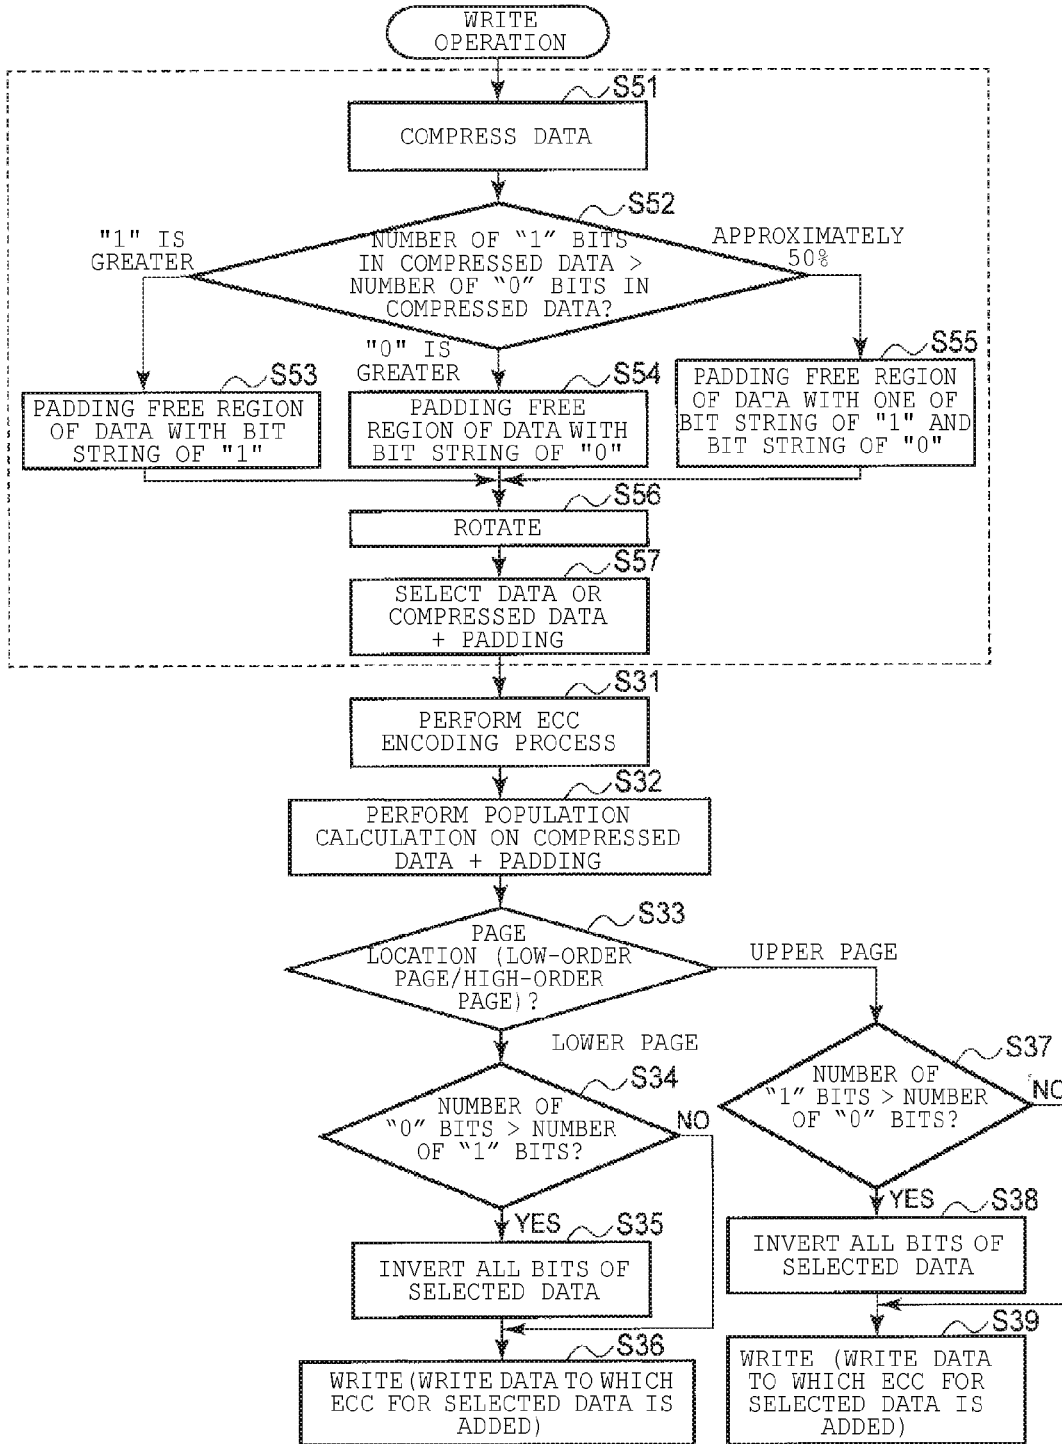 WRITE
OPERATION
S51
COMPRESS DATA
S52
"1" IS
GREATER
NUMBER OF “1” BITS
IN COMPRESSED DATA >
NUMBER OF “0” BITS IN
COMPRESSED DATA?
APPROXIMATELY
50%
"0" IS
GREATER
S53
PADDING FREE REGION
OF DATA WITH BIT
STRING OF "1"
S54
PADDING FREE
REGION OF DATA WITH
BIT STRING OF "0"
S55
PADDING FREE REGION
OF DATA WITH ONE OF
BIT STRING OF "1" AND
BIT STRING OF "0"
S56
ROTATE
S57
SELECT DATA OR
COMPRESSED DATA
+ PADDING
S31
PERFORM ECC
ENCODING PROCESS
S32
PERFORM POPULATION
CALCULATION ON COMPRESSED
DATA + PADDING
S33
PAGE
LOCATION (LOW-ORDER
PAGE/HIGH-ORDER
PAGE)?
UPPER PAGE
LOWER PAGE
S34
NUMBER OF
“0” BITS > NUMBER
OF “1” BITS?
NO
YES
S35
INVERT ALL BITS OF
SELECTED DATA
S36
WRITE(WRITE DATA TO WHICH
ECC FOR SELECTED DATA IS
ADDED)
S37
NUMBER OF
“1” BITS > NUMBER
OF “0” BITS?
NO
YES
S38
INVERT ALL BITS OF
SELECTED DATA
S39
WRITE (WRITE DATA
TO WHICH ECC FOR
SELECTED DATA IS
ADDED)